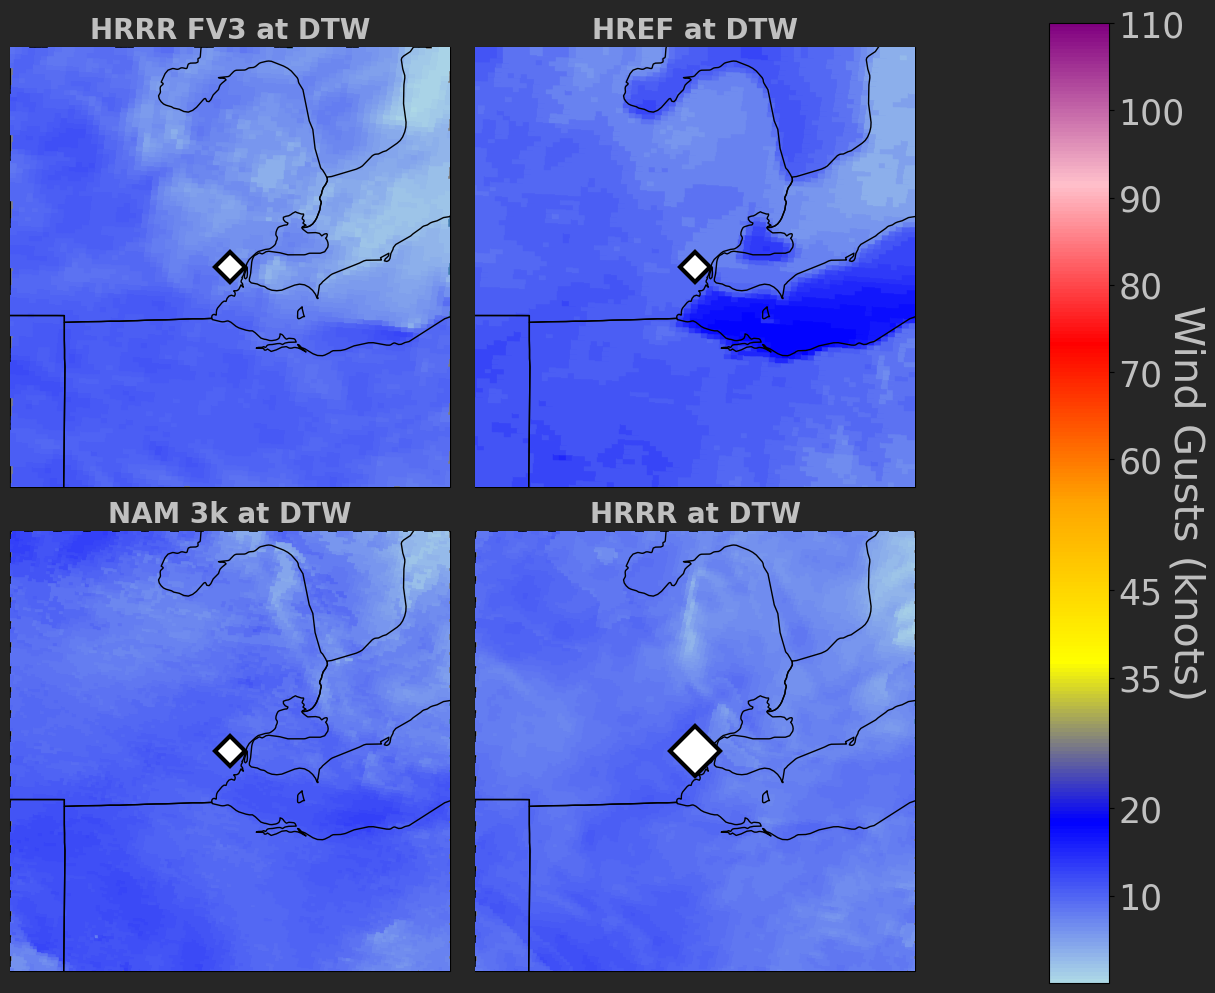 HRRR FV3 at DTW
HREF at DTW
NAM 3k at DTW
HRRR at DTW
110
100
90
80
70
60
45
35
20
10
Wind Gusts (knots)